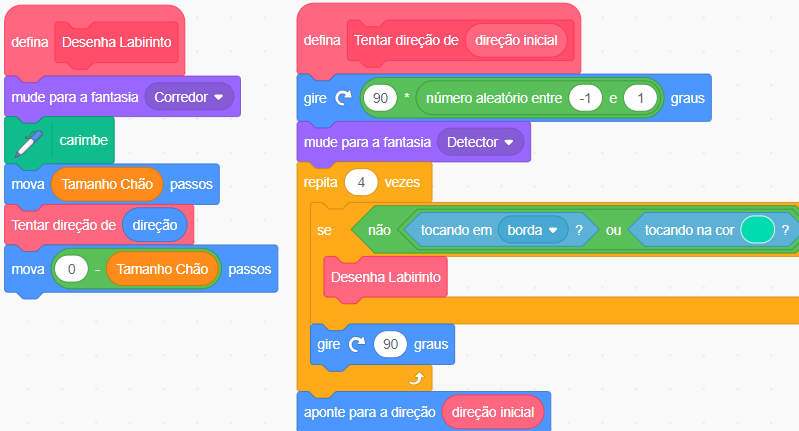 defina Desenha Labirinto
mude para a fantasia Corredor
carimbe
mova Tamanho Chão passos
Tentar direção de direção
mova 0 - Tamanho Chão passos
defina Tentar direção de direção inicial
gire 90 * número aleatório entre -1 e 1 graus
mude para a fantasia Detector
repita 4 vezes
se não tocando em borda ? ou tocando na cor ?
Desenha Labirinto
gire 90 graus
aponte para a direção direção inicial